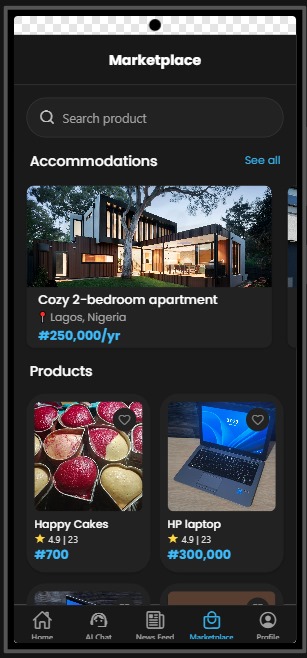 Marketplace
Search product
Accommodations
See all
Cozy 2-bedroom apartment
Lagos, Nigeria
#250,000/yr
Products
Happy Cakes
4.9 | 23
#700
HP laptop
4.9 | 23
#300,000
Home
AI Chat
News Feed
Marketplace
Profile